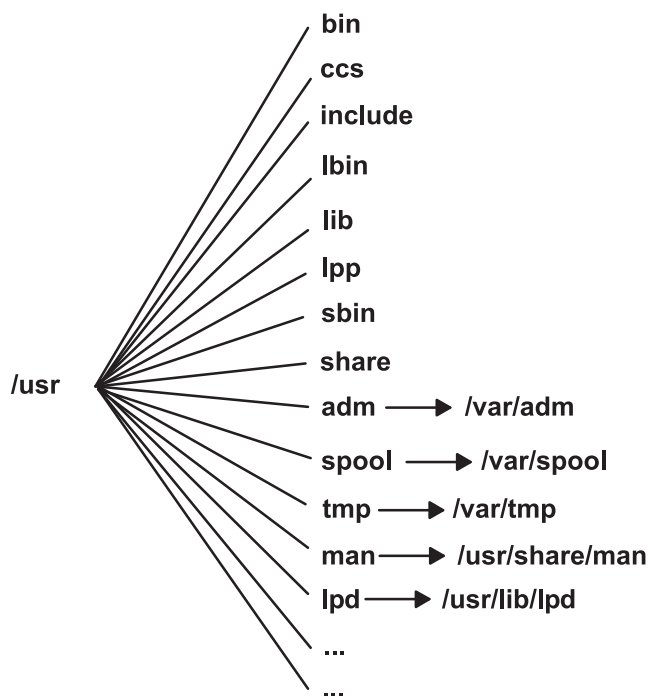 bin
ccs
include
lbin
lib
lpp
sbin
share
/usr
adm /var/adm
spool /var/spool
tmp /var/tmp
man /usr/share/man
lpd /usr/lib/lpd
...
...